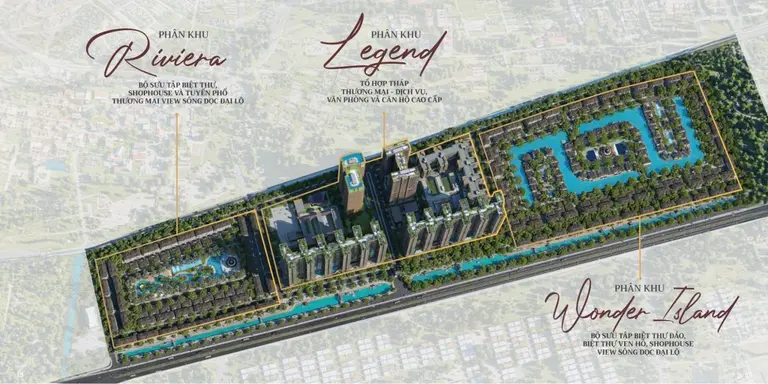 PHÂN KHU
Riviera
BỘ SƯU TẬP BIỆT THỰ,
SHOPHOUSE VÀ TUYẾN PHỐ
THƯƠNG MẠI VIEW SÔNG DỌC ĐẠI LỘ
PHÂN KHU
Legend
TỔ HỢP THÁP
THƯƠNG MẠI - DỊCH VỤ,
VĂN PHÒNG VÀ CĂN HỘ CAO CẤP
PHÂN KHU
Wonder Island
BỘ SƯU TẬP BIỆT THỰ ĐẢO,
BIỆT THỰ VEN HỒ, SHOPHOUSE
VIEW SÔNG DỌC ĐẠI LỘ